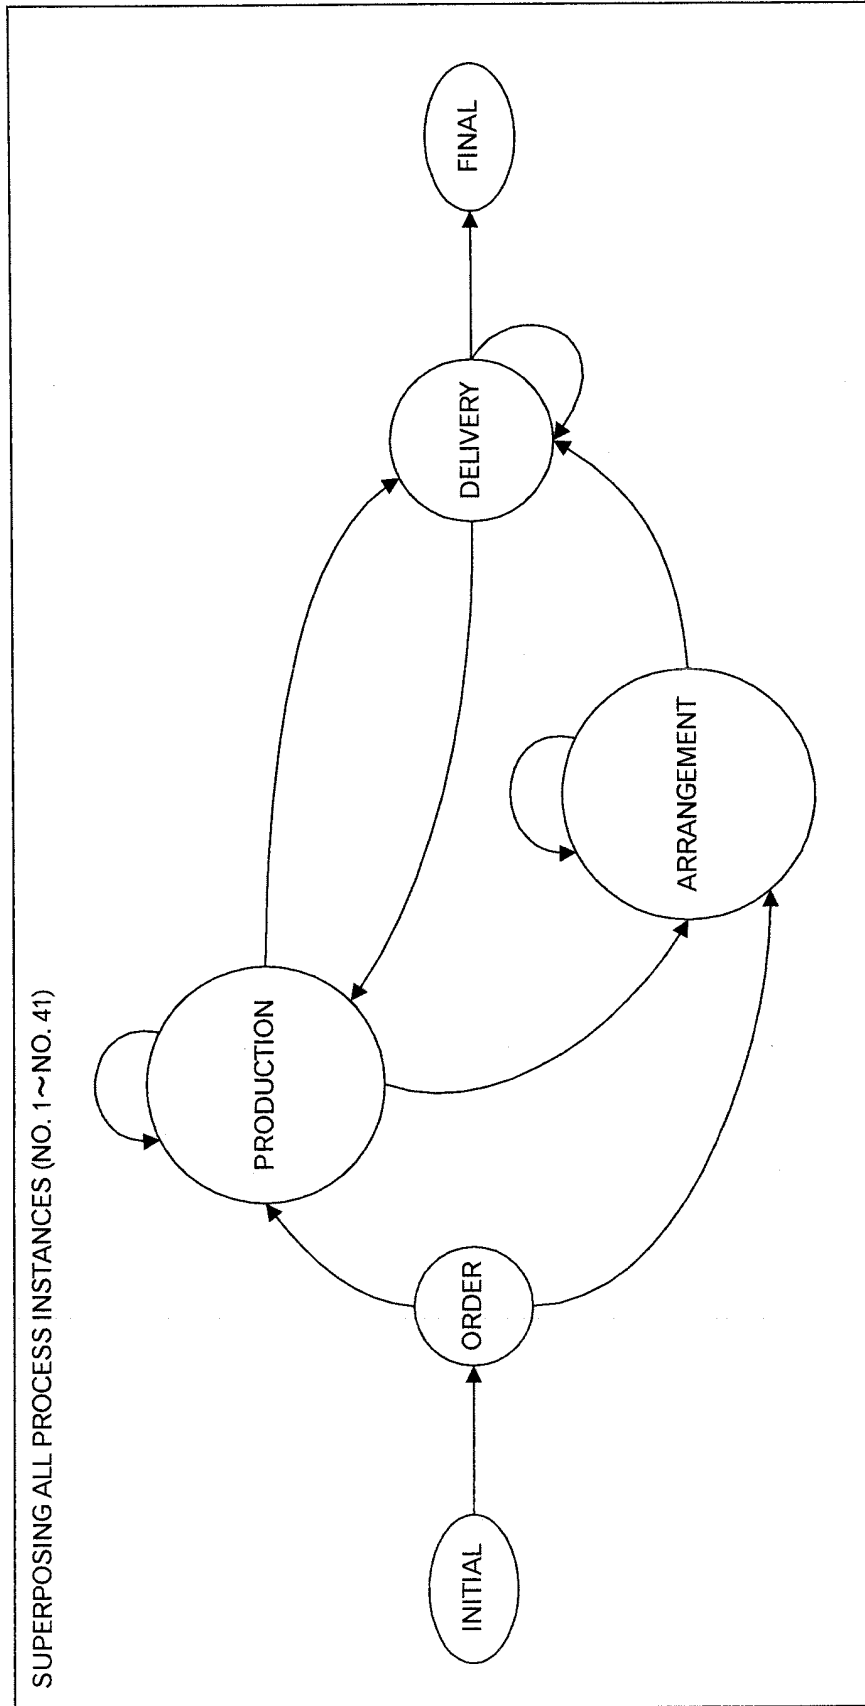 SUPERPOSING ALL PROCESS INSTANCES (NO. 1~NO. 41)
INITIAL
ORDER
PRODUCTION
ARRANGEMENT
DELIVERY
FINAL